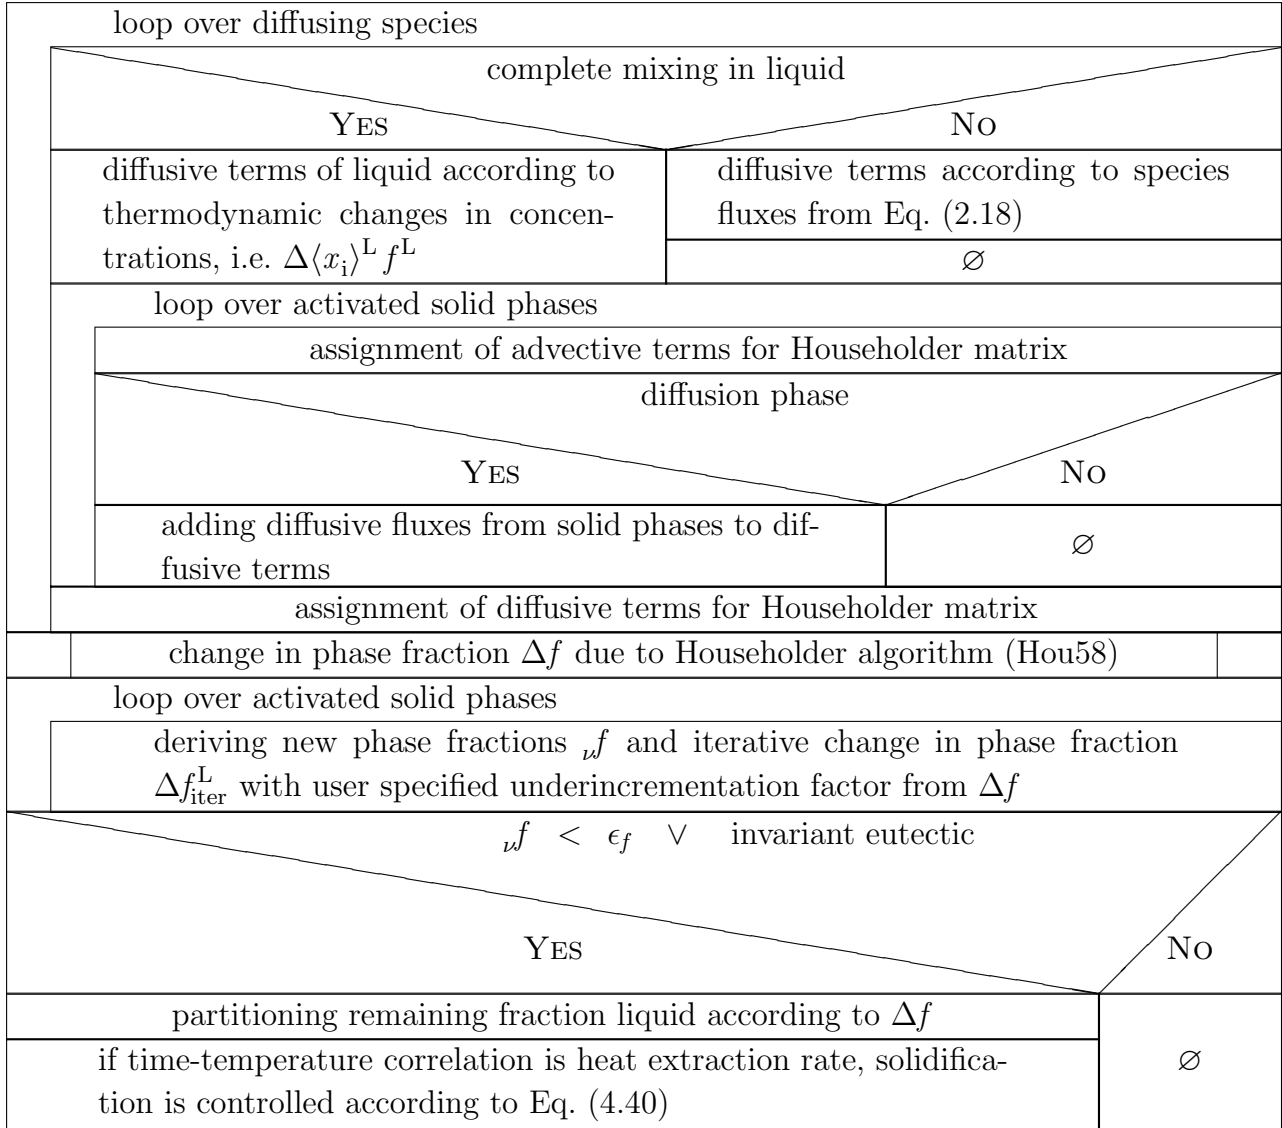 loop over diffusing species
complete mixing in liquid
YES NO
diffusive terms of liquid according to
thermodynamic changes in concen-
trations, i.e. Δ⟨x_i⟩^L f^L
diffusive terms according to species
fluxes from Eq. (2.18)
∅
loop over activated solid phases
assignment of advective terms for Householder matrix
diffusion phase
YES NO
adding diffusive fluxes from solid phases to dif-
fusive terms
∅
assignment of diffusive terms for Householder matrix
change in phase fraction Δf due to Householder algorithm (Hou58)
loop over activated solid phases
deriving new phase fractions _νf and iterative change in phase fraction
Δf^L_iter with user specified underincrementation factor from Δf
_νf < ϵ_f ∨ invariant eutectic
YES NO
partitioning remaining fraction liquid according to Δf
if time-temperature correlation is heat extraction rate, solidifica-
tion is controlled according to Eq. (4.40)
∅